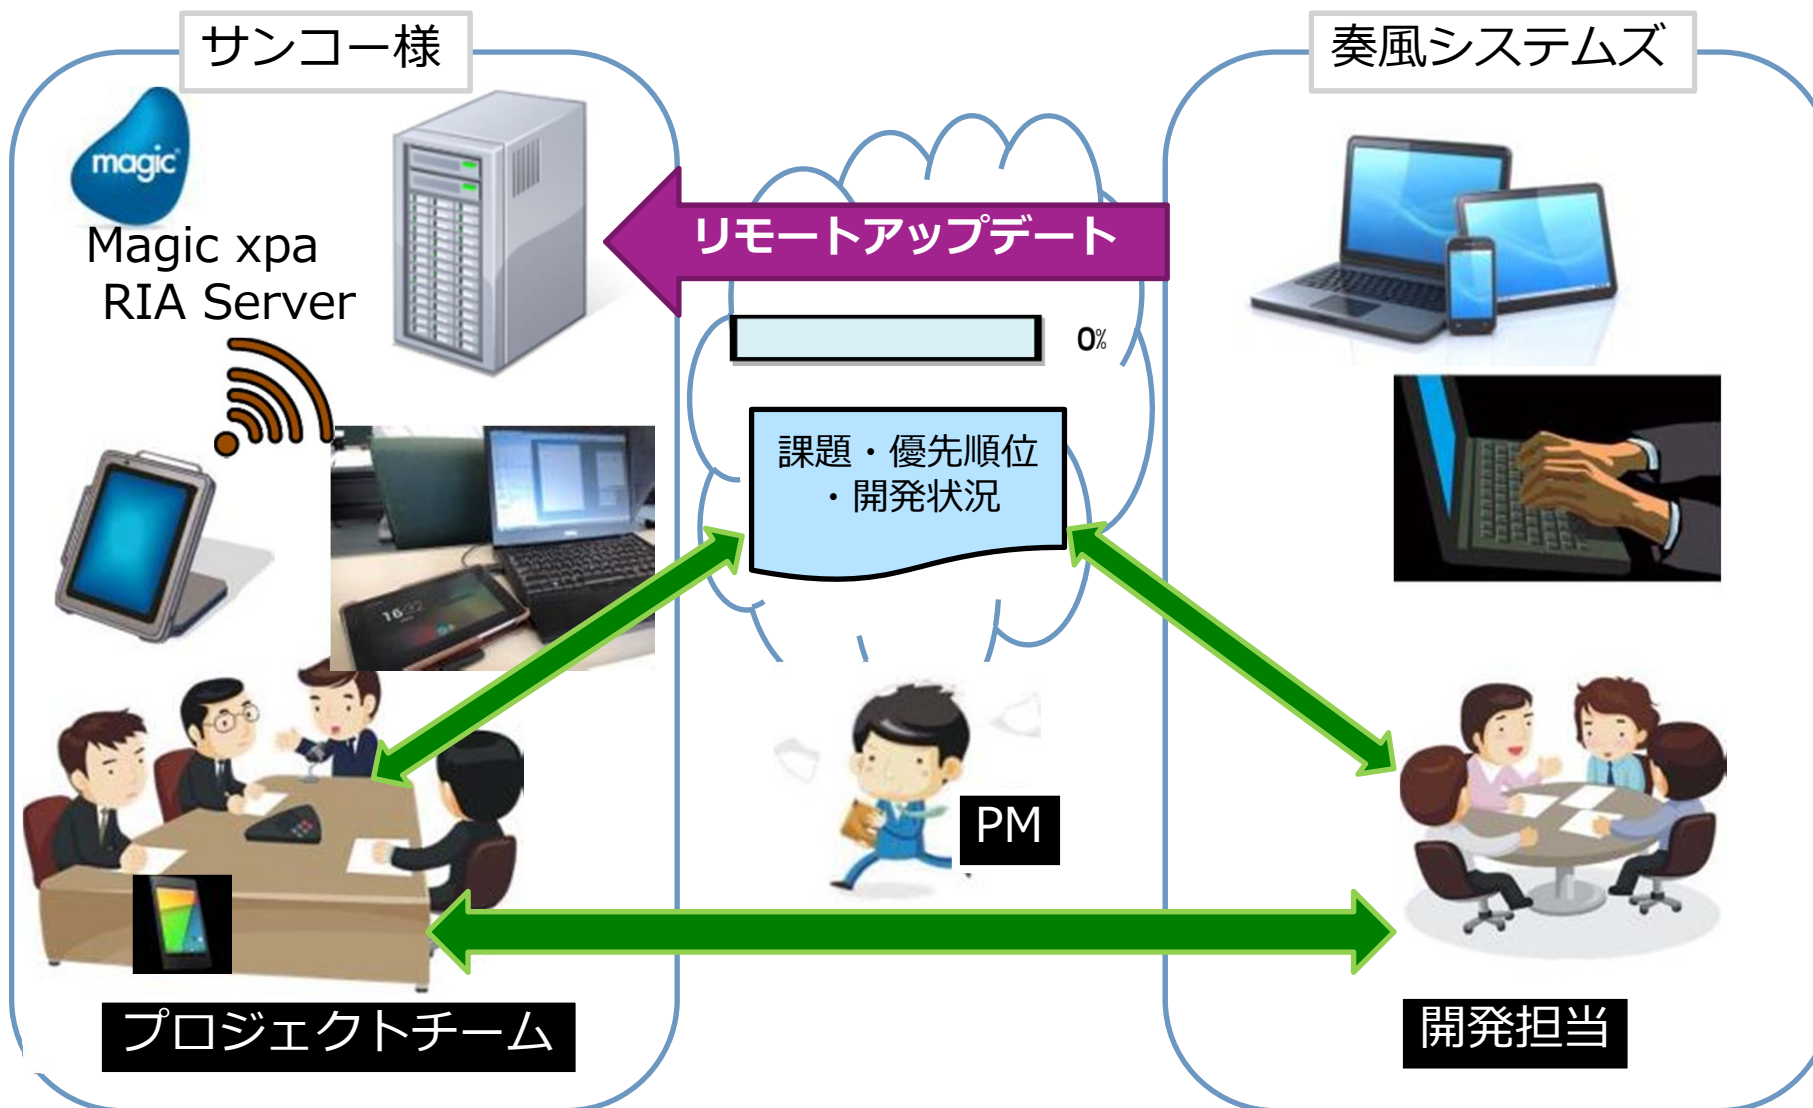 サンコー様
奏風システムズ
magic
Magic xpa
RIA Server
リモートアップデート
0%
課題・優先順位
・開発状況
16:22
PM
プロジェクトチーム
開発担当